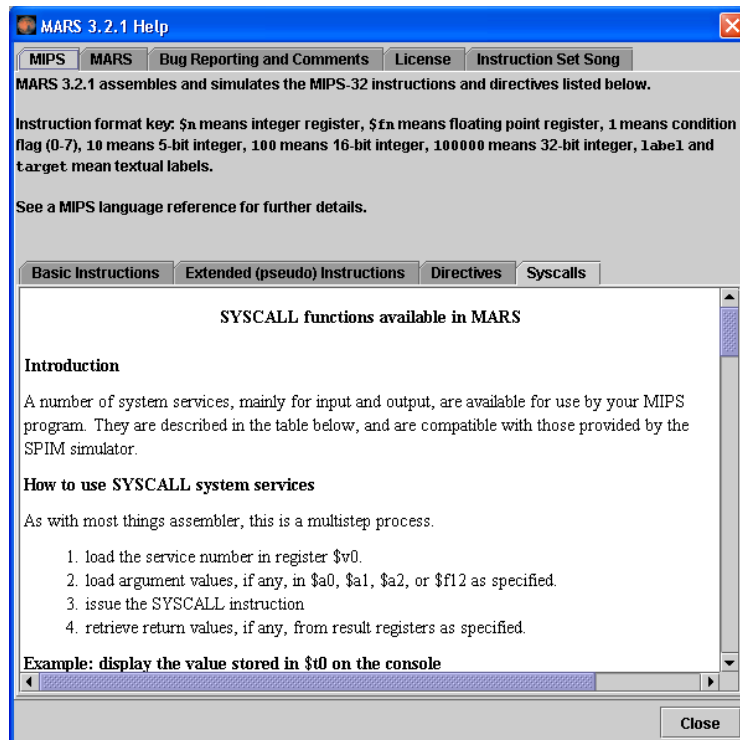 MARS 3.2.1 Help
MIPS MARS Bug Reporting and Comments License Instruction Set Song
MARS 3.2.1 assembles and simulates the MIPS-32 instructions and directives listed below.
Instruction format key: $n means integer register, $fn means floating point register, 1 means condition
flag (0-7), 10 means 5-bit integer, 100 means 16-bit integer, 100000 means 32-bit integer, label and
target mean textual labels.
See a MIPS language reference for further details.
Basic Instructions Extended (pseudo) Instructions Directives Syscalls
SYSCALL functions available in MARS
Introduction
A number of system services, mainly for input and output, are available for use by your MIPS
program. They are described in the table below, and are compatible with those provided by the
SPIM simulator.
How to use SYSCALL system services
As with most things assembler, this is a multistep process.
1. load the service number in register $v0.
2. load argument values, if any, in $a0, $a1, $a2, or $f12 as specified.
3. issue the SYSCALL instruction
4. retrieve return values, if any, from result registers as specified.
Example: display the value stored in $t0 on the console
Close